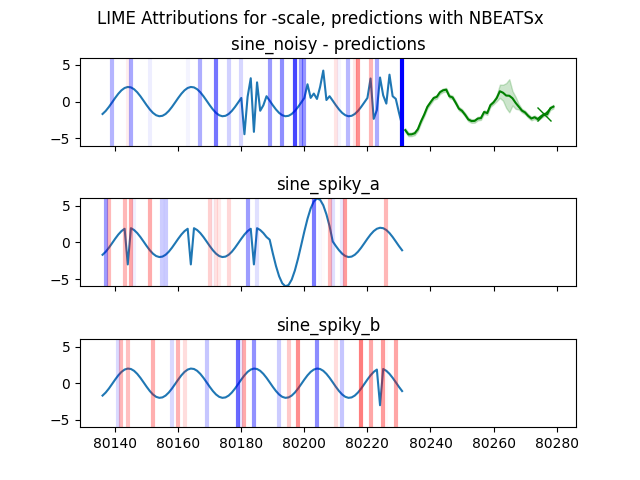 LIME Attributions for -scale, predictions with NBEATSx
sine_noisy - predictions
5
0
−5
sine_spiky_a
5
0
−5
sine_spiky_b
5
0
−5
80140 80160 80180 80200 80220 80240 80260 80280